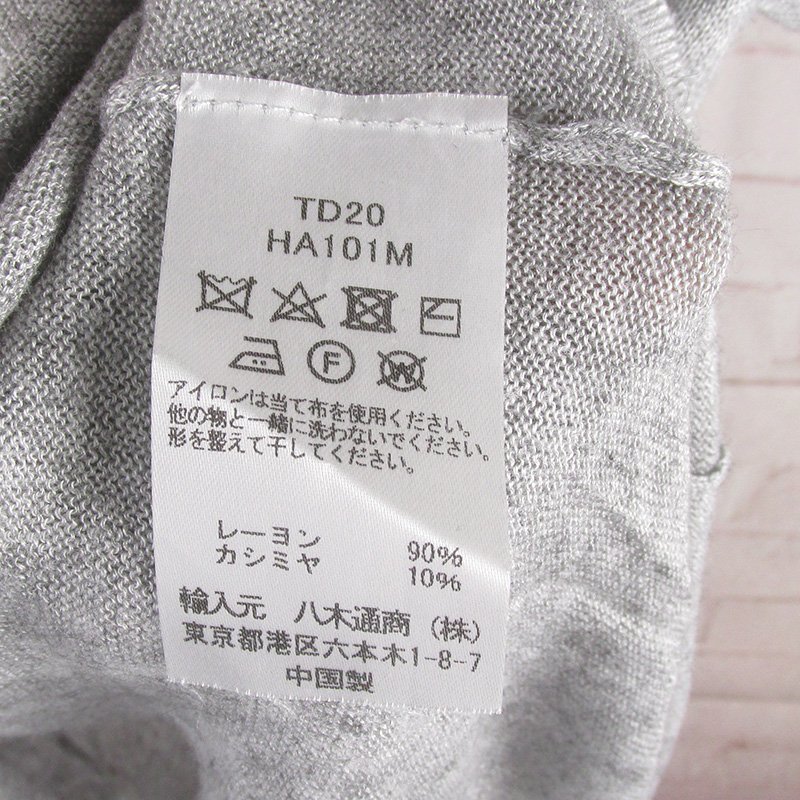 TD20
HA101M
F W
アイロンは当て布を使用ください。
他の物と一緒に洗わないでください。
形を整えて干してください。
レーヨン 90%
カシミヤ 10%
輸入元 八木通商(株)
東京都港区六本木1-8-7
中国製